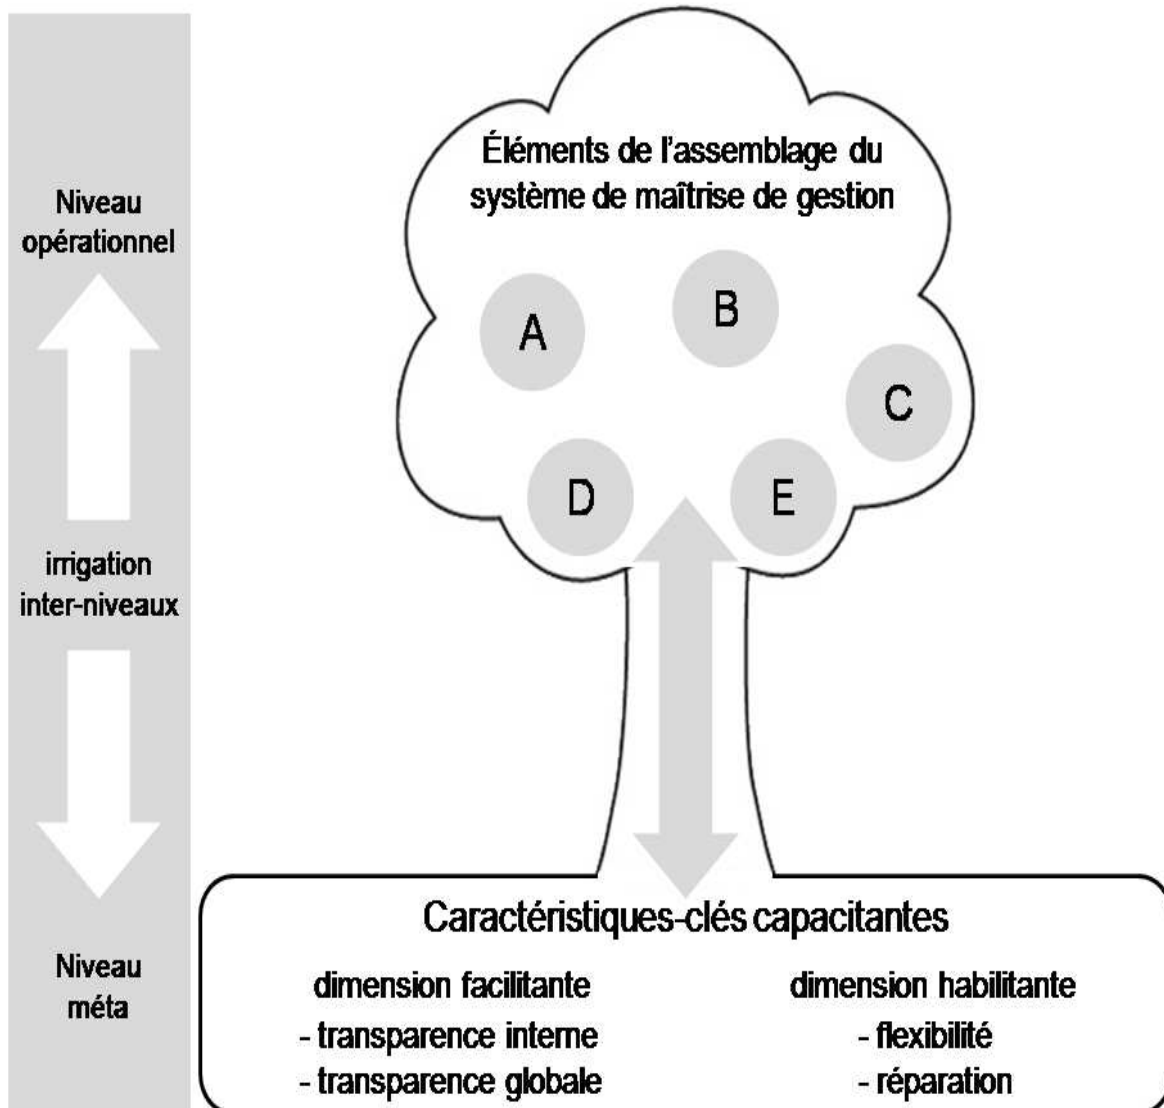 Éléments de l'assemblage du
système de maîtrise de gestion
Niveau
opérationnel
A
B
C
D
E
irrigation
inter-niveaux
Caractéristiques-clés capacitantes
Niveau
méta
dimension facilitante
- transparence interne
- transparence globale
dimension habilitante
- flexibilité
- réparation